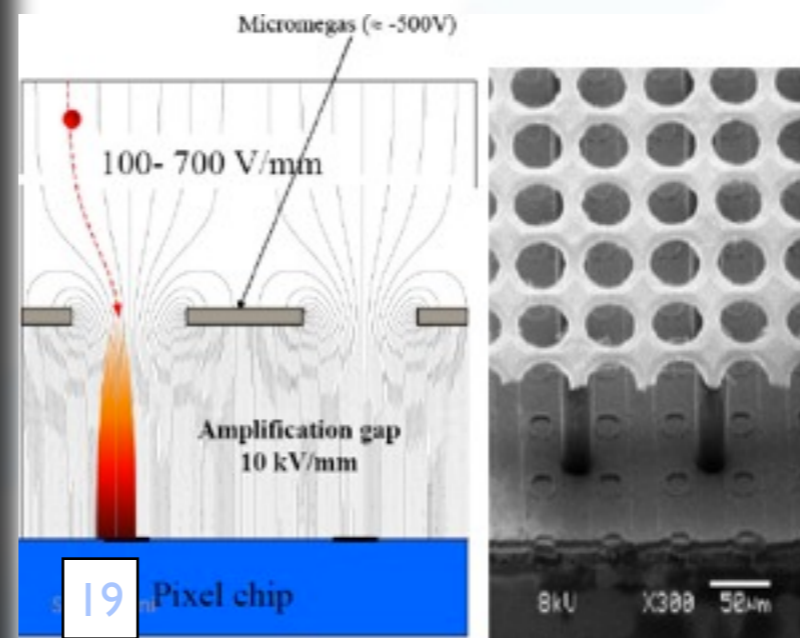 Micromegas (≈ -500V)
100- 700 V/mm
Amplification gap
10 kV/mm
19
Pixel chip
8kU X300 50µm